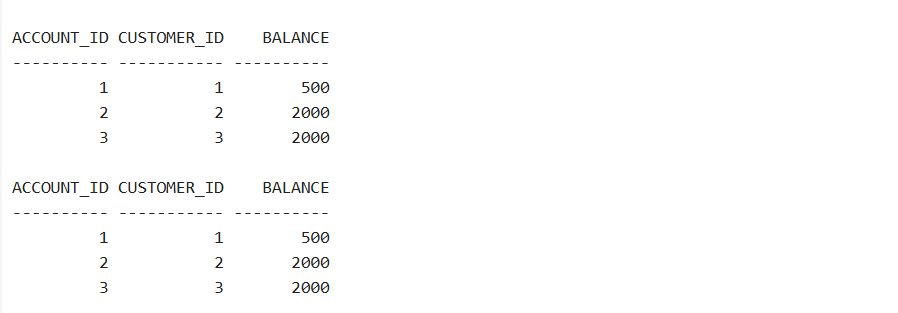 ACCOUNT_ID CUSTOMER_ID    BALANCE
---------- ----------- ----------
         1           1        500
         2           2       2000
         3           3       2000

ACCOUNT_ID CUSTOMER_ID    BALANCE
---------- ----------- ----------
         1           1        500
         2           2       2000
         3           3       2000